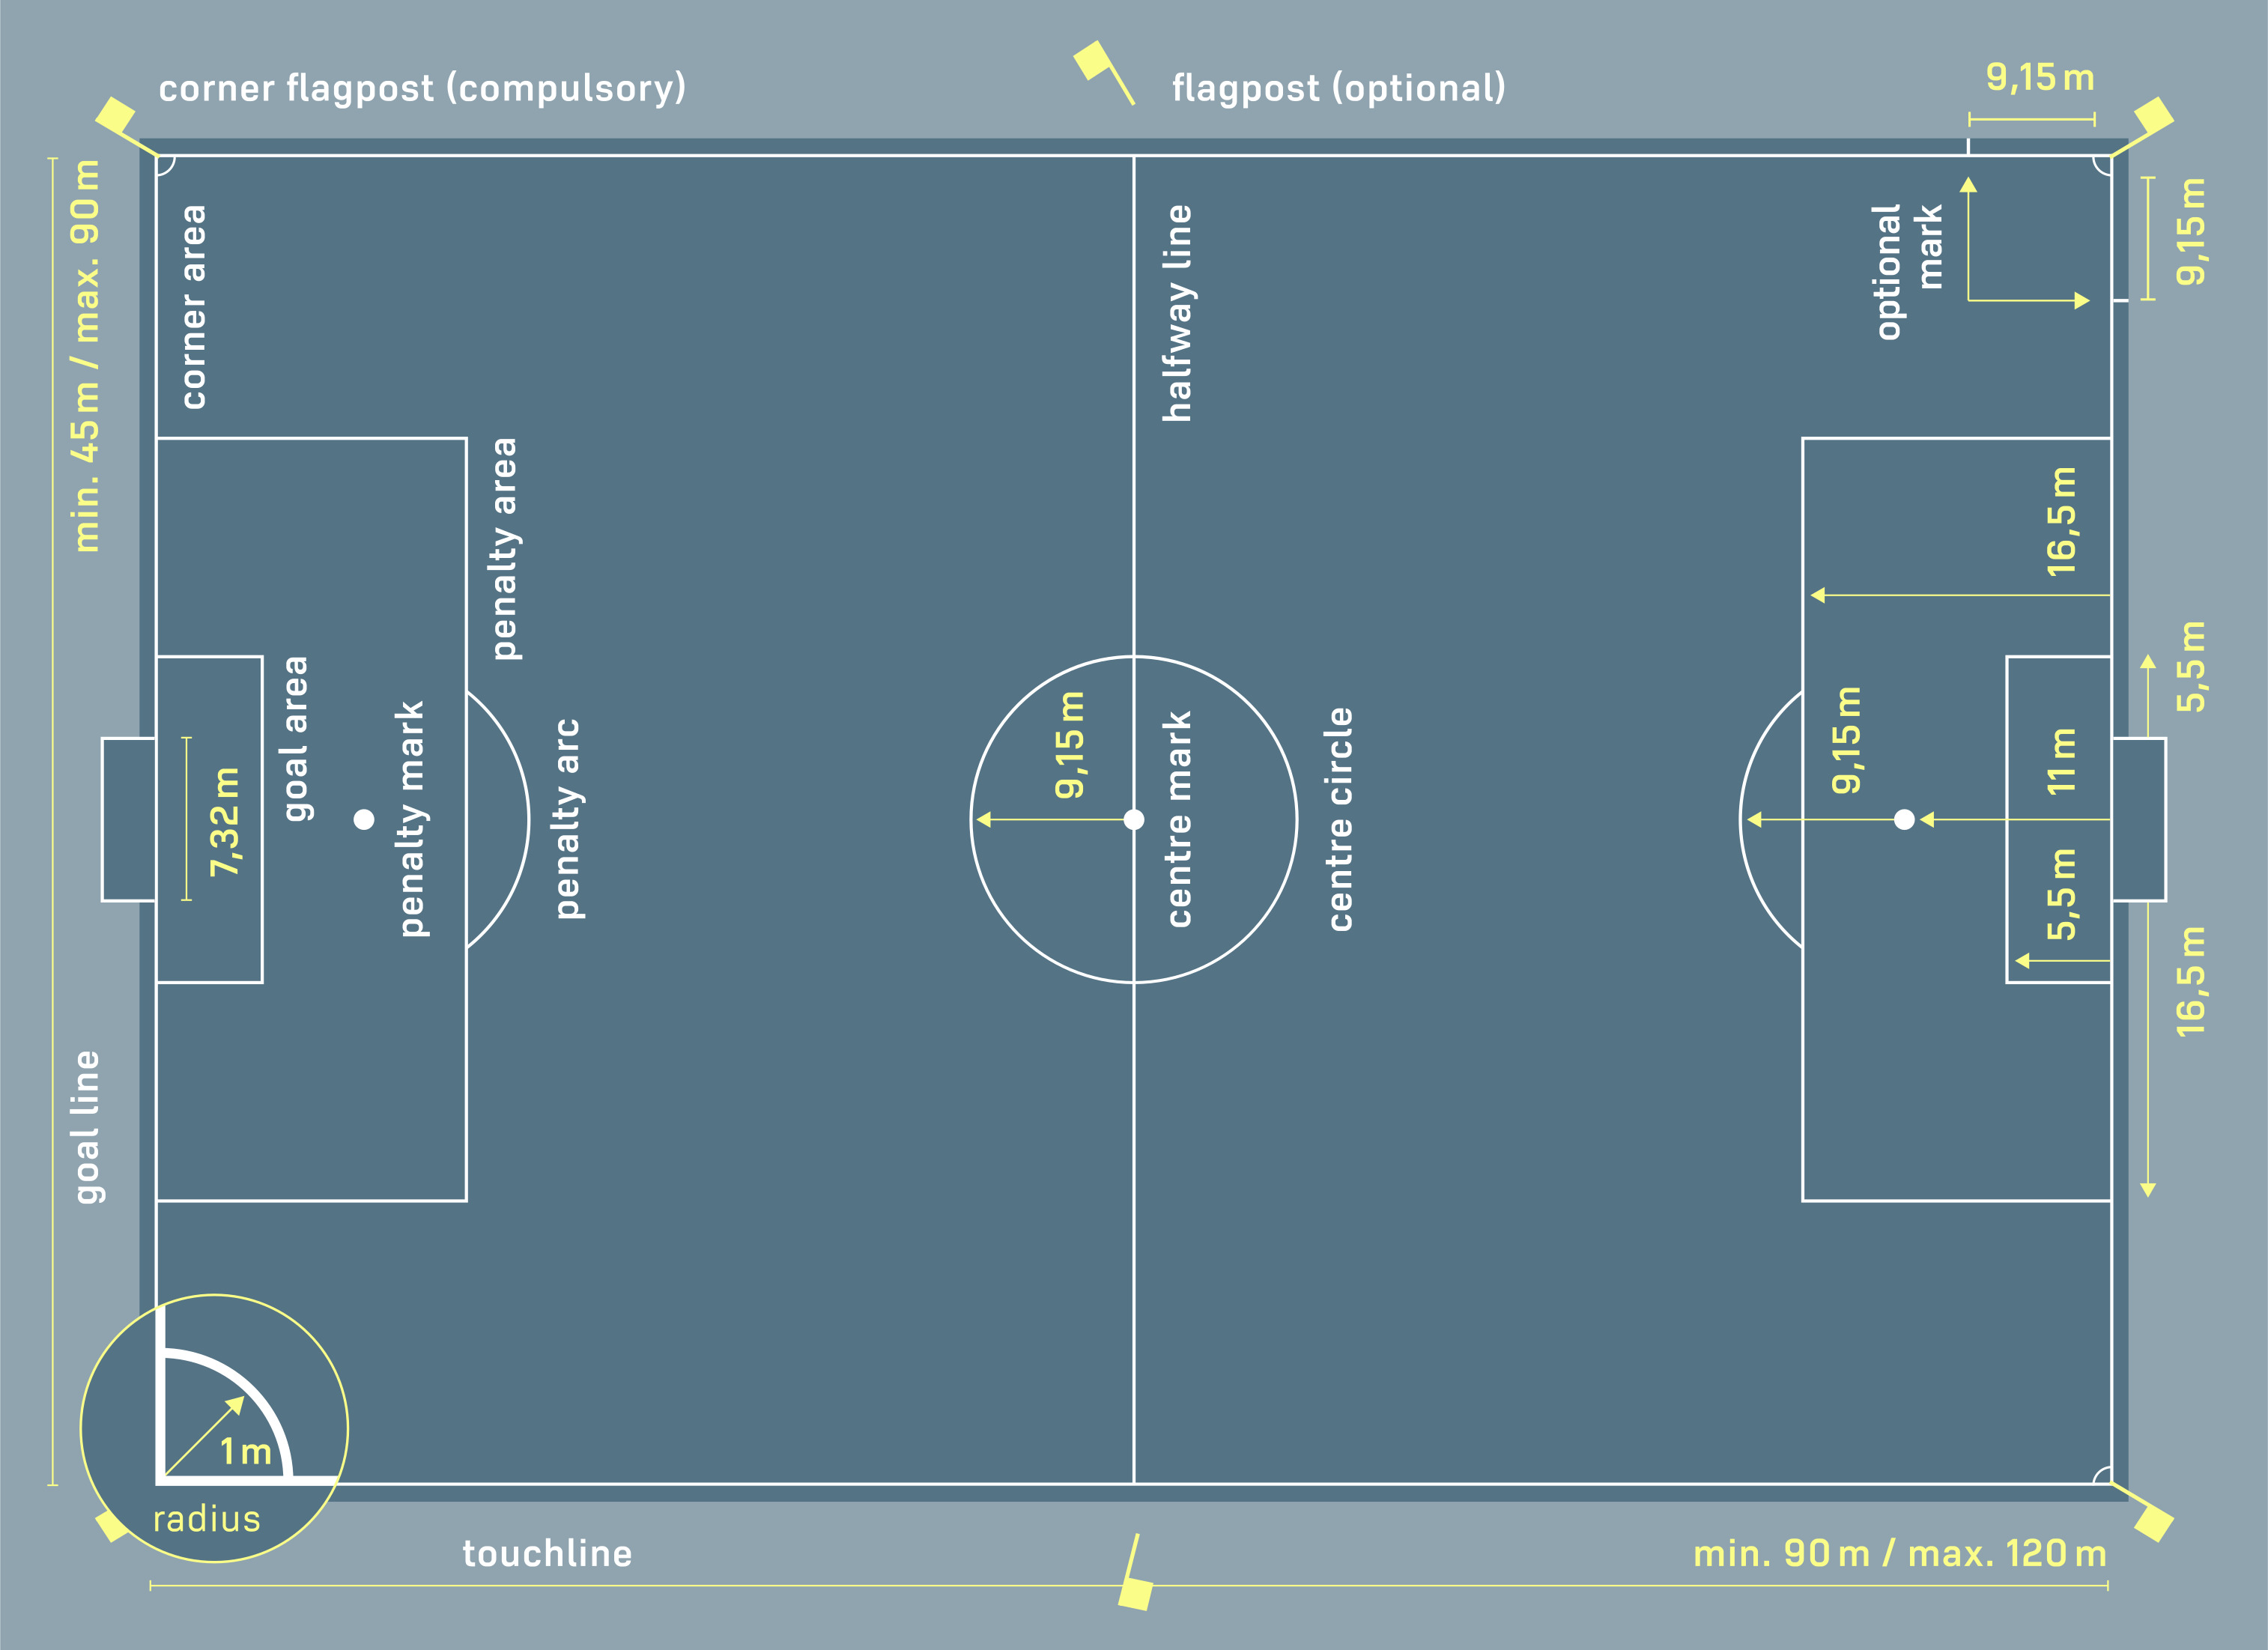 corner flagpost (compulsory)
flagpost (optional)
9,15 m
min. 45 m / max. 90 m
corner area
halfway line
optional
mark
9,15 m
penalty area
16,5 m
goal area
7,32 m
penalty mark
penalty arc
9,15 m
centre mark
centre circle
9,15 m
11 m
5,5 m
5,5 m
16,5 m
goal line
1 m
radius
touchline
min. 90 m / max. 120 m